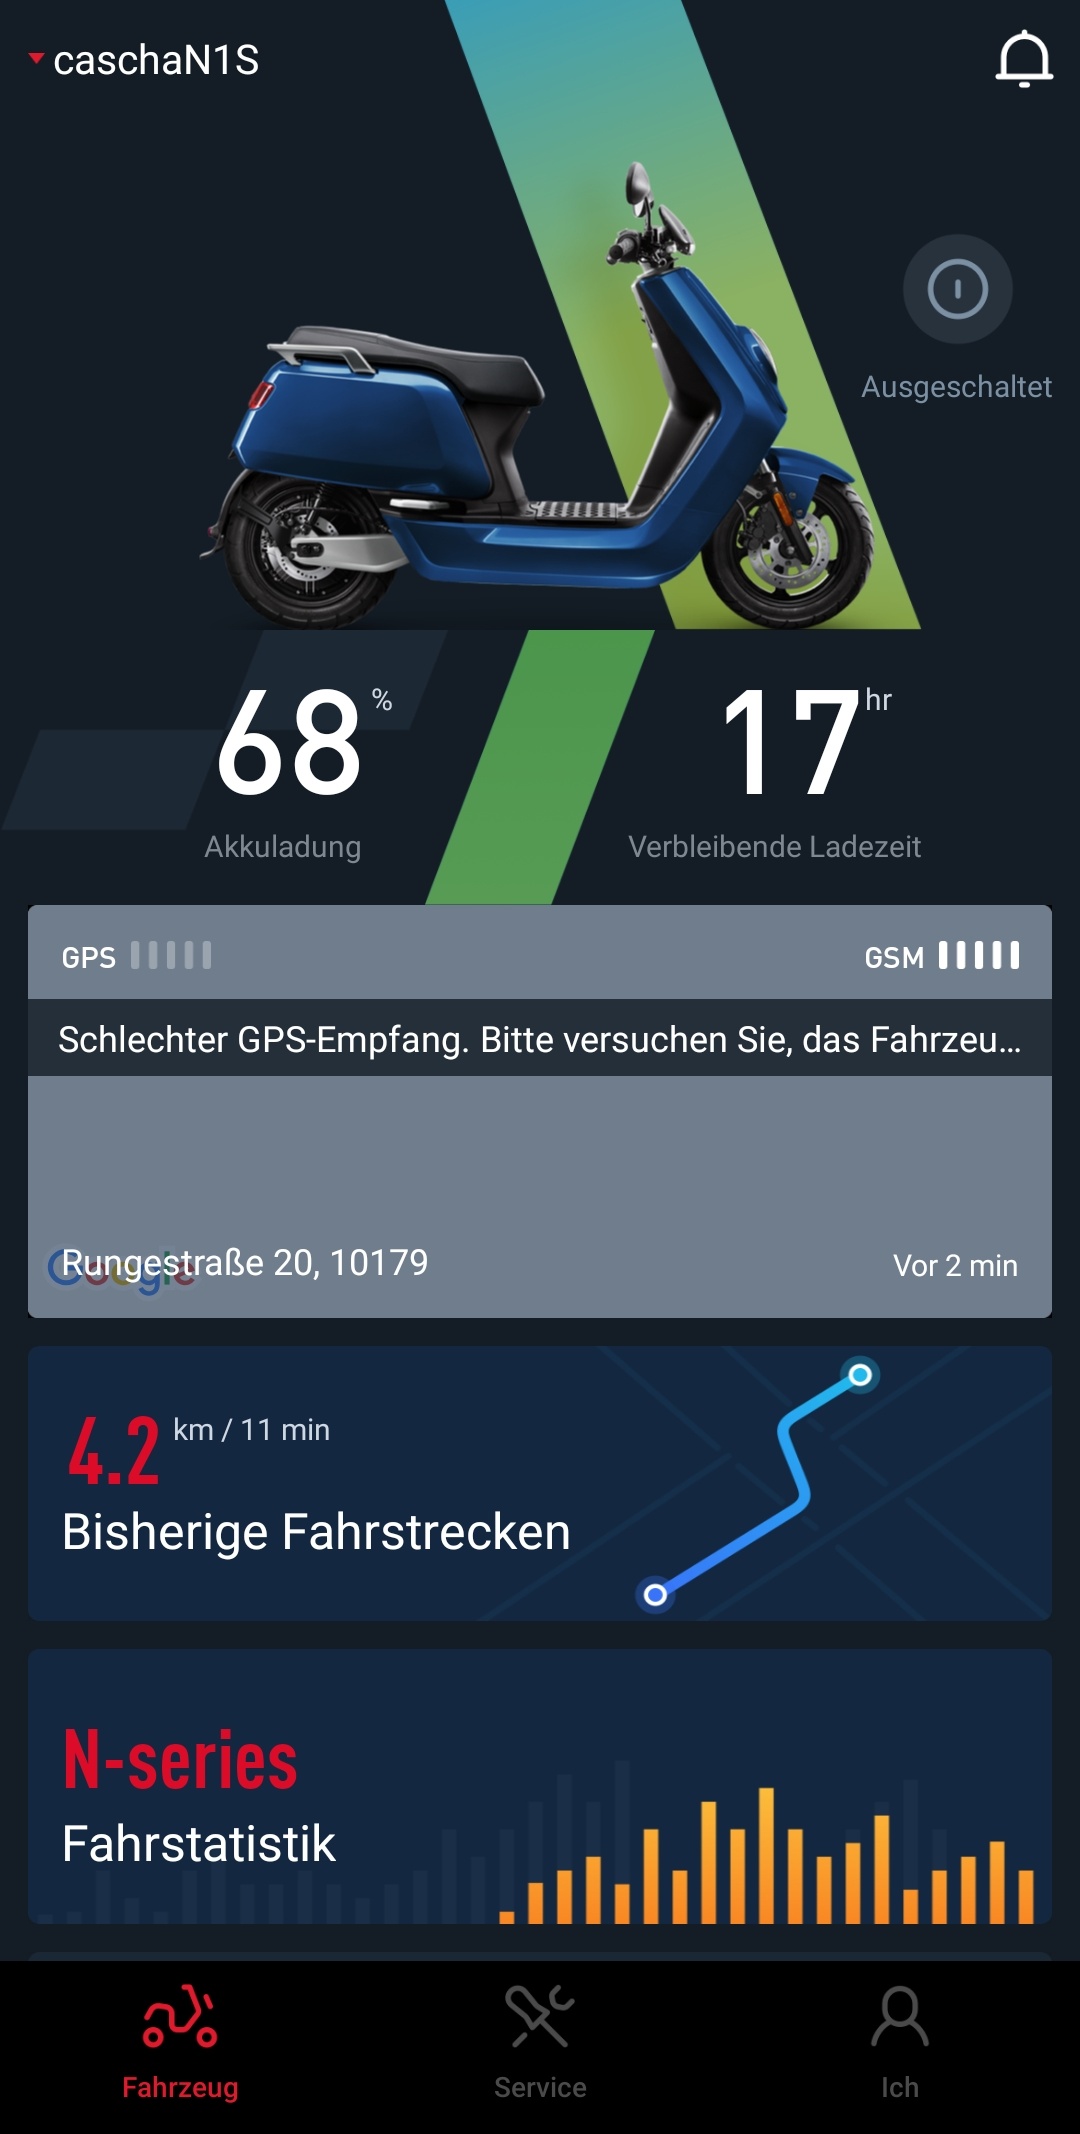 caschaN1S
Ausgeschaltet
68 %
Akkuladung
17 hr
Verbleibende Ladezeit
GPS
GSM
Schlechter GPS-Empfang. Bitte versuchen Sie, das Fahrzeu...
Google
Rungestraße 20, 10179
Vor 2 min
4.2 km / 11 min
Bisherige Fahrstrecken
N-series
Fahrstatistik
Fahrzeug
Service
Ich